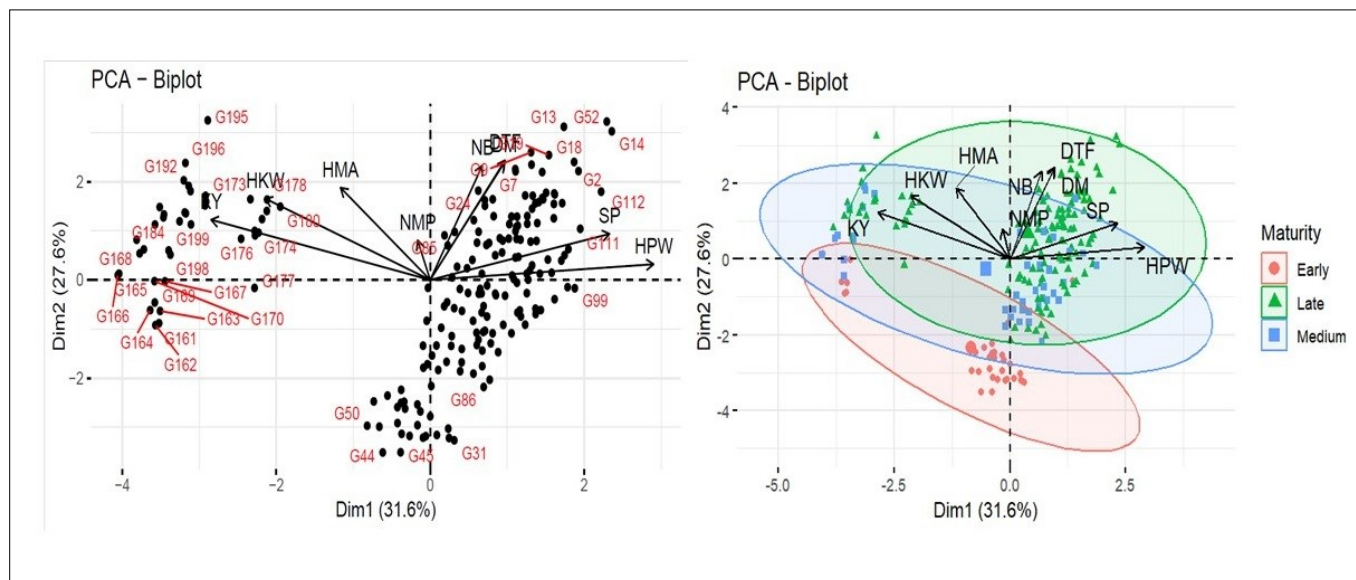 PCA – Biplot
G195
G13
G52
G14
G196
NB
DTF
DM
G18
G192
HMA
G9
G173
HKW
G178
G7
G2
KY
G24
G112
G180
NMP
SP
G184
G199
G185
G111
G176
G174
HPW
G168
G198
G177
G165
G167
G99
G169
G166
G163
G170
G164
G161
G162
G86
G50
G44
G45
G31
2
0
-2
-4
-2
0
2
Dim1 (31.6%)
Dim2 (27.6%)
PCA - Biplot
4
2
0
-2
-4
HMA
DTF
HKW
NB
DM
KY
NMP
SP
HPW
-5.0
-2.5
0.0
2.5
Dim1 (31.6%)
Dim2 (27.6%)
Maturity
Early
Late
Medium